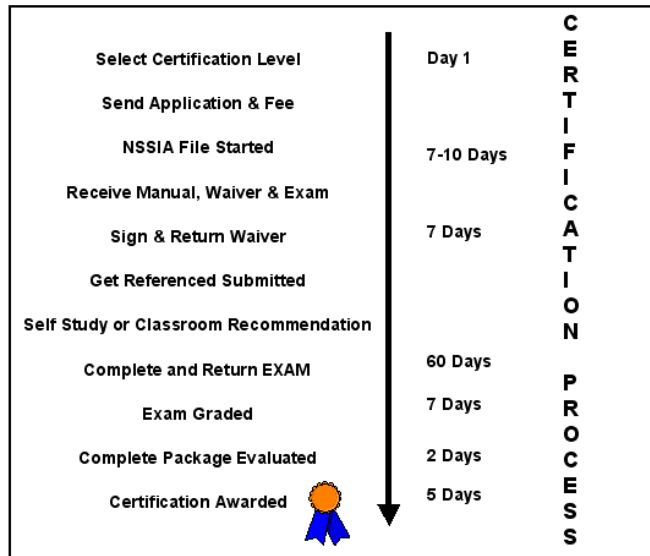 Select Certification Level
Day 1
Send Application & Fee
NSSIA File Started
7-10 Days
Receive Manual, Waiver & Exam
Sign & Return Waiver
7 Days
Get Referenced Submitted
Self Study or Classroom Recommendation
Complete and Return EXAM
60 Days
Exam Graded
7 Days
Complete Package Evaluated
2 Days
Certification Awarded
5 Days
CERTIFICATION PROCESS